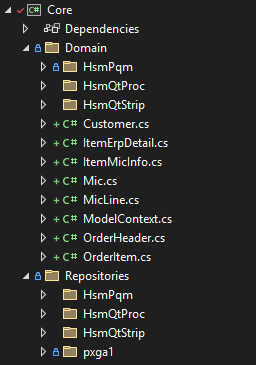 C# Core
Dependencies
Domain
HsmPqm
HsmQtProc
HsmQtStrip
C# Customer.cs
C# ItemErpDetail.cs
C# ItemMicInfo.cs
C# Mic.cs
C# MicLine.cs
C# ModelContext.cs
C# OrderHeader.cs
C# OrderItem.cs
Repositories
HsmPqm
HsmQtProc
HsmQtStrip
pxga1